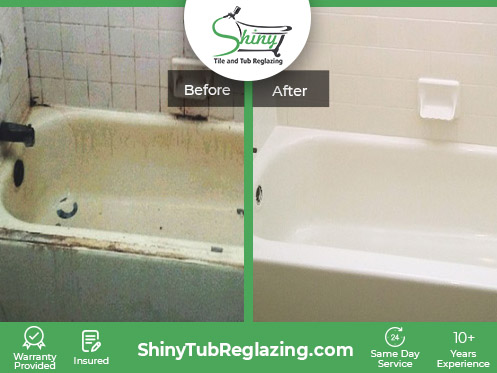 Shiny
Tile and Tub Reglazing
Before
After
Warranty
Provided
Insured
ShinyTubReglazing.com
24
Same Day
Service
10+
Years
Experience